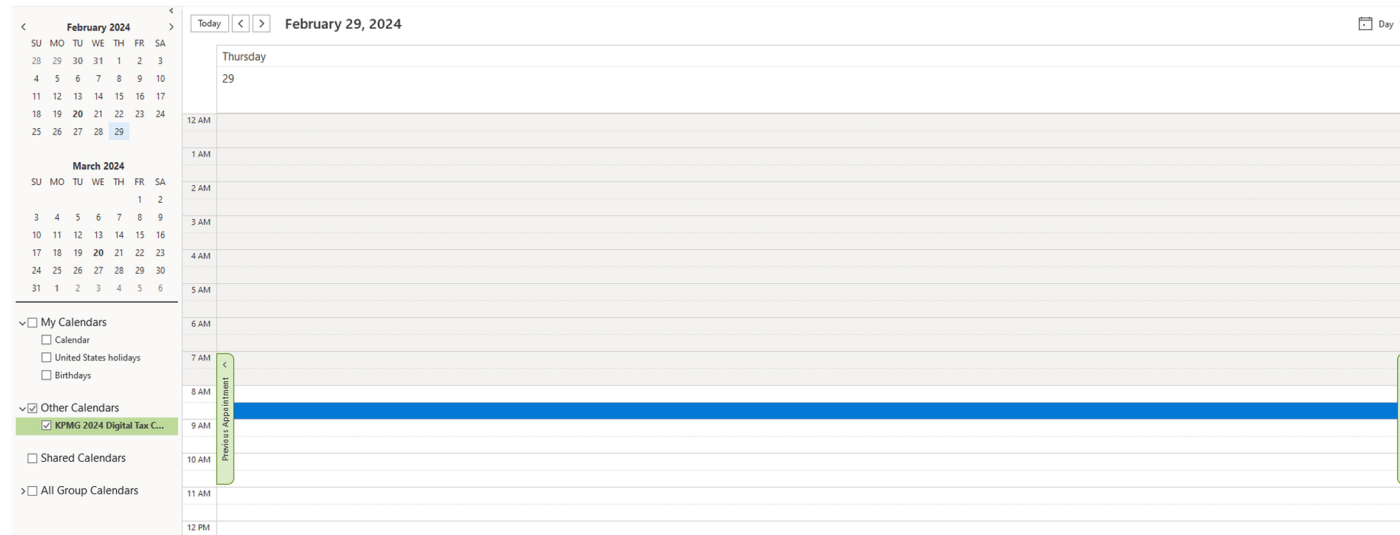 February 2024
SU MO TU WE TH FR SA
28 29 30 31 1 2 3
4 5 6 7 8 9 10
11 12 13 14 15 16 17
18 19 20 21 22 23 24
25 26 27 28 29
March 2024
SU MO TU WE TH FR SA
1 2
3 4 5 6 7 8 9
10 11 12 13 14 15 16
17 18 19 20 21 22 23
24 25 26 27 28 29 30
31 1 2 3 4 5 6
My Calendars
Calendar
United States holidays
Birthdays
Other Calendars
KPMG 2024 Digital Tax C...
Shared Calendars
All Group Calendars
Today
February 29, 2024
Day
Thursday
29
12 AM
1 AM
2 AM
3 AM
4 AM
5 AM
6 AM
7 AM
8 AM
9 AM
10 AM
11 AM
12 PM
Previous Appointment